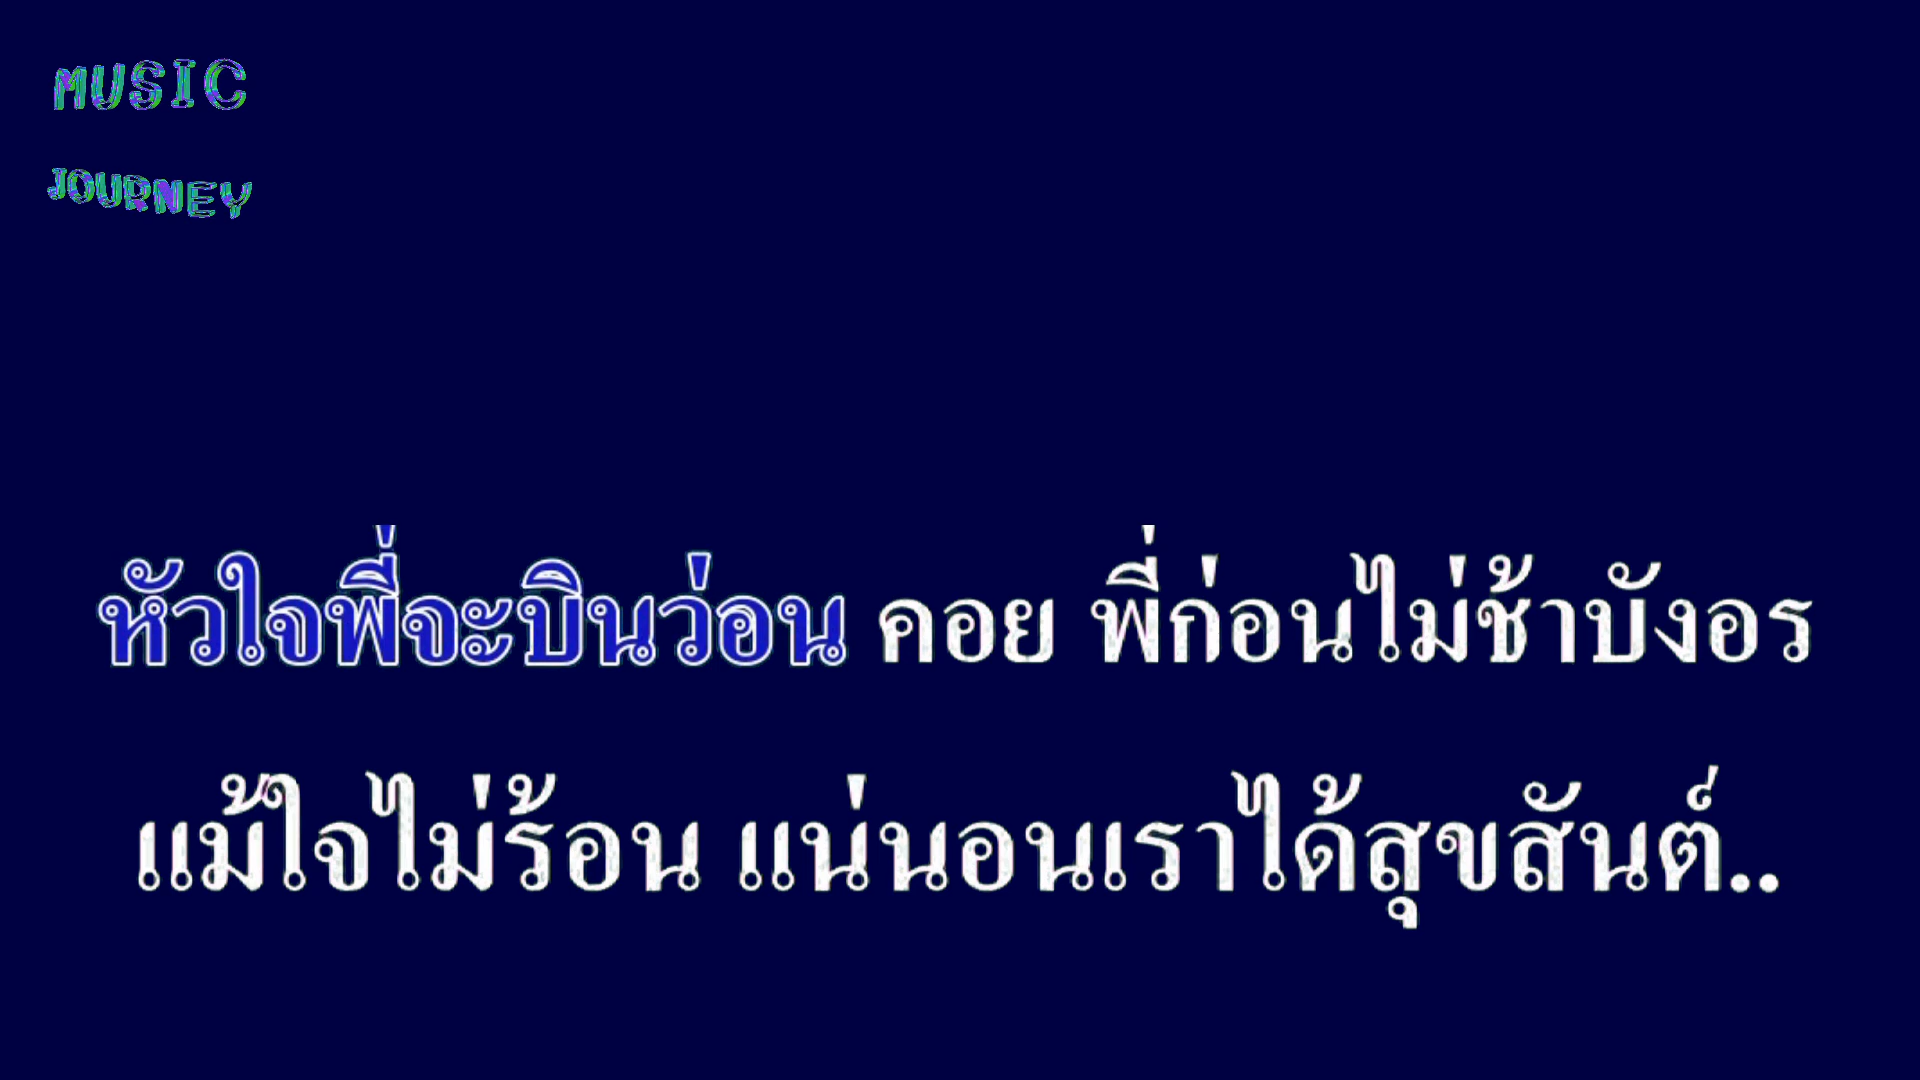 MUSIC
JOURNEY
หัวใจพี่จะบินว่อน คอย พี่ก่อนไม่ช้าบังอร
แม้ใจไม่ร้อน แน่นอนเราได้สุขสันต์..